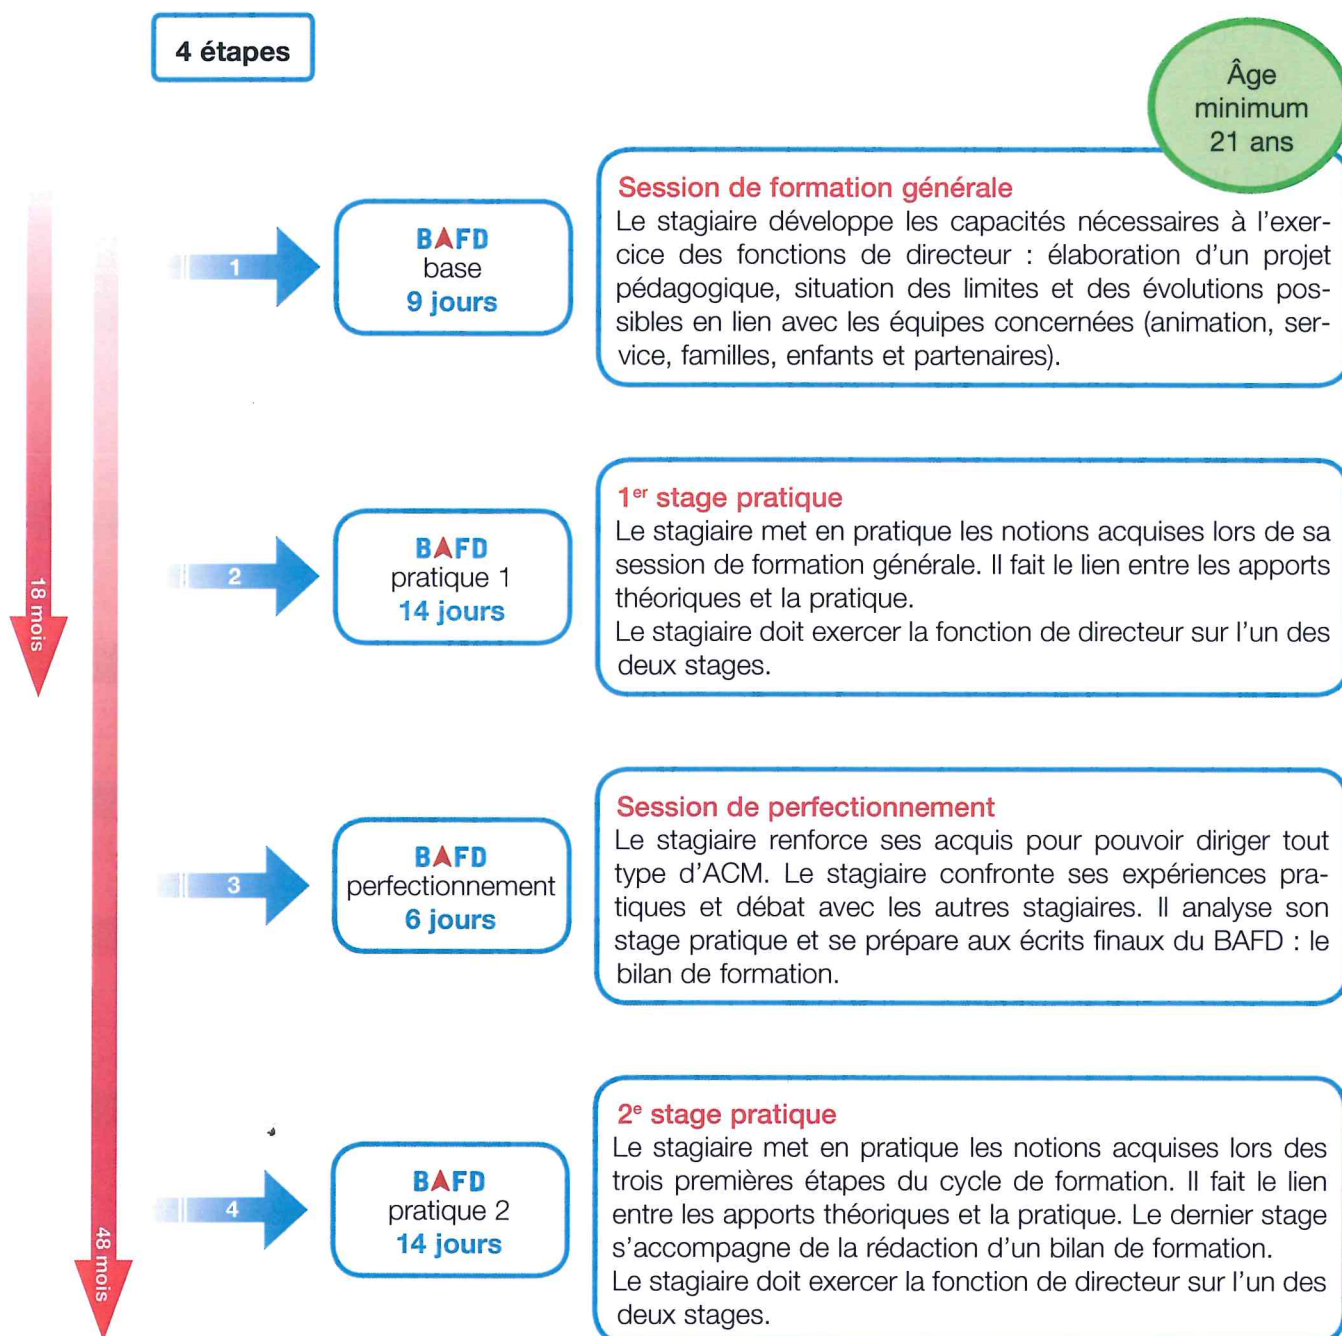 4 étapes
Âge
minimum
21 ans
1
BAFD
base
9 jours
Session de formation générale
Le stagiaire développe les capacités nécessaires à l'exer-
cice des fonctions de directeur : élaboration d'un projet
pédagogique, situation des limites et des évolutions pos-
sibles en lien avec les équipes concernées (animation, ser-
vice, familles, enfants et partenaires).
2
BAFD
pratique 1
14 jours
1er stage pratique
Le stagiaire met en pratique les notions acquises lors de sa
session de formation générale. Il fait le lien entre les apports
théoriques et la pratique.
Le stagiaire doit exercer la fonction de directeur sur l'un des
deux stages.
18 mois
3
BAFD
perfectionnement
6 jours
Session de perfectionnement
Le stagiaire renforce ses acquis pour pouvoir diriger tout
type d'ACM. Le stagiaire confronte ses expériences pra-
tiques et débat avec les autres stagiaires. Il analyse son
stage pratique et se prépare aux écrits finaux du BAFD : le
bilan de formation.
4
BAFD
pratique 2
14 jours
2e stage pratique
Le stagiaire met en pratique les notions acquises lors des
trois premières étapes du cycle de formation. Il fait le lien
entre les apports théoriques et la pratique. Le dernier stage
s'accompagne de la rédaction d'un bilan de formation.
Le stagiaire doit exercer la fonction de directeur sur l'un des
deux stages.
48 mois